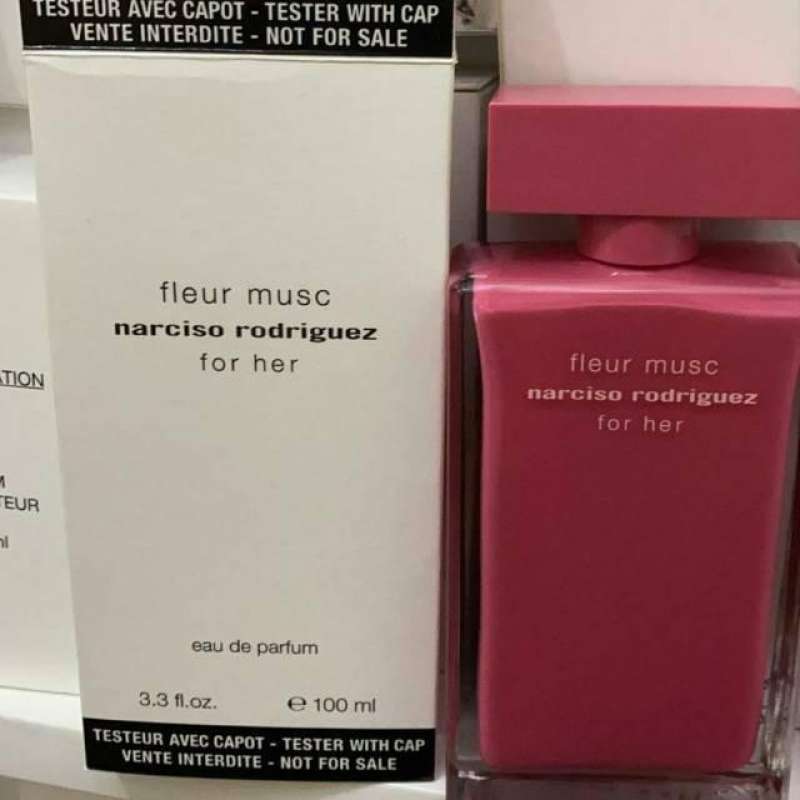 TESTEUR AVEC CAPOT - TESTER WITH CAP
VENTE INTERDITE - NOT FOR SALE
fleur musc
narciso rodriguez
for her
eau de parfum
3.3 fl.oz. ℮ 100 ml
TESTEUR AVEC CAPOT - TESTER WITH CAP
VENTE INTERDITE - NOT FOR SALE
fleur musc
narciso rodriguez
for her